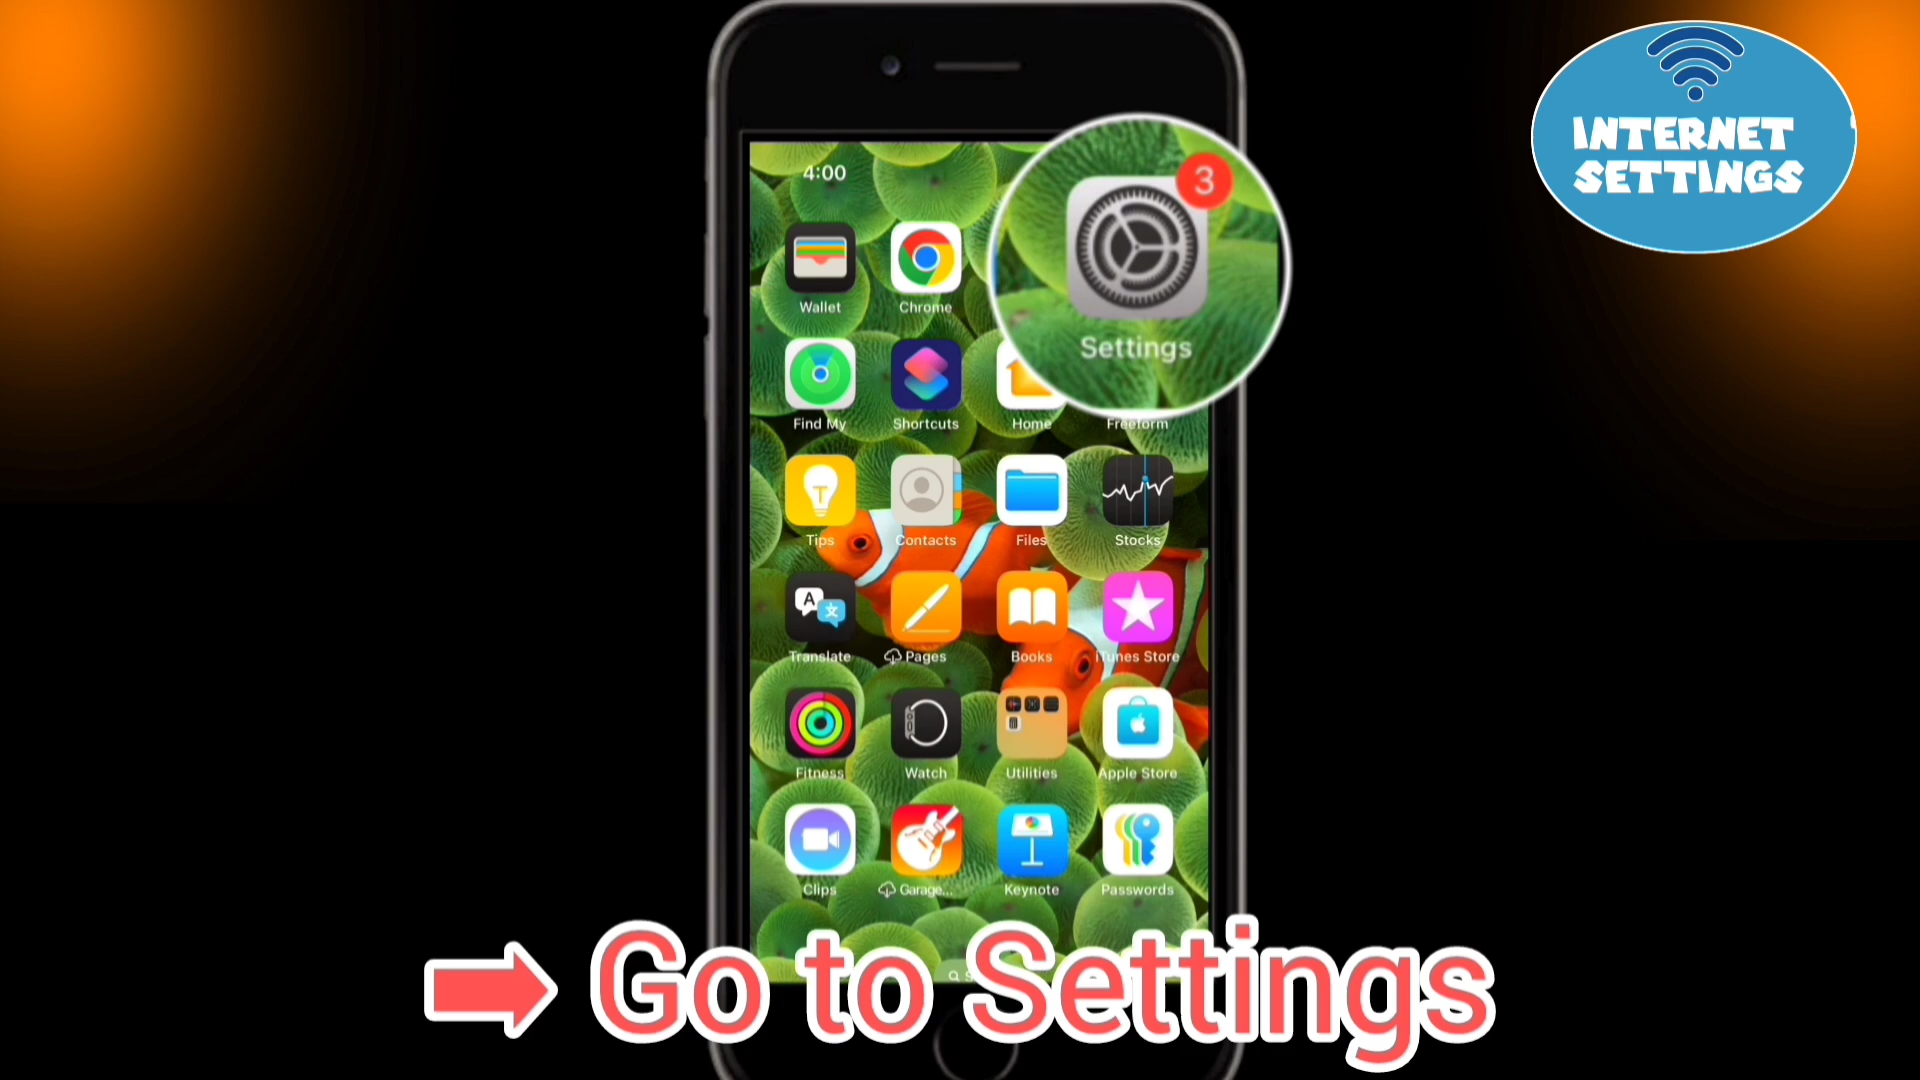 INTERNET
SETTINGS
4:00
3
Settings
Wallet
Chrome
Find My
Shortcuts
Home
Freeform
Tips
Contacts
Files
Stocks
Translate
Pages
Books
iTunes Store
Fitness
Watch
Utilities
Apple Store
Clips
Garage...
Keynote
Passwords
Go to Settings